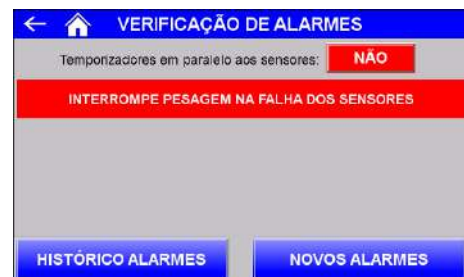 VERIFICAÇÃO DE ALARMES
Temporizadores em paralelo aos sensores: NÃO
INTERROMPE PESAGEM NA FALHA DOS SENSORES
HISTÓRICO ALARMES NOVOS ALARMES